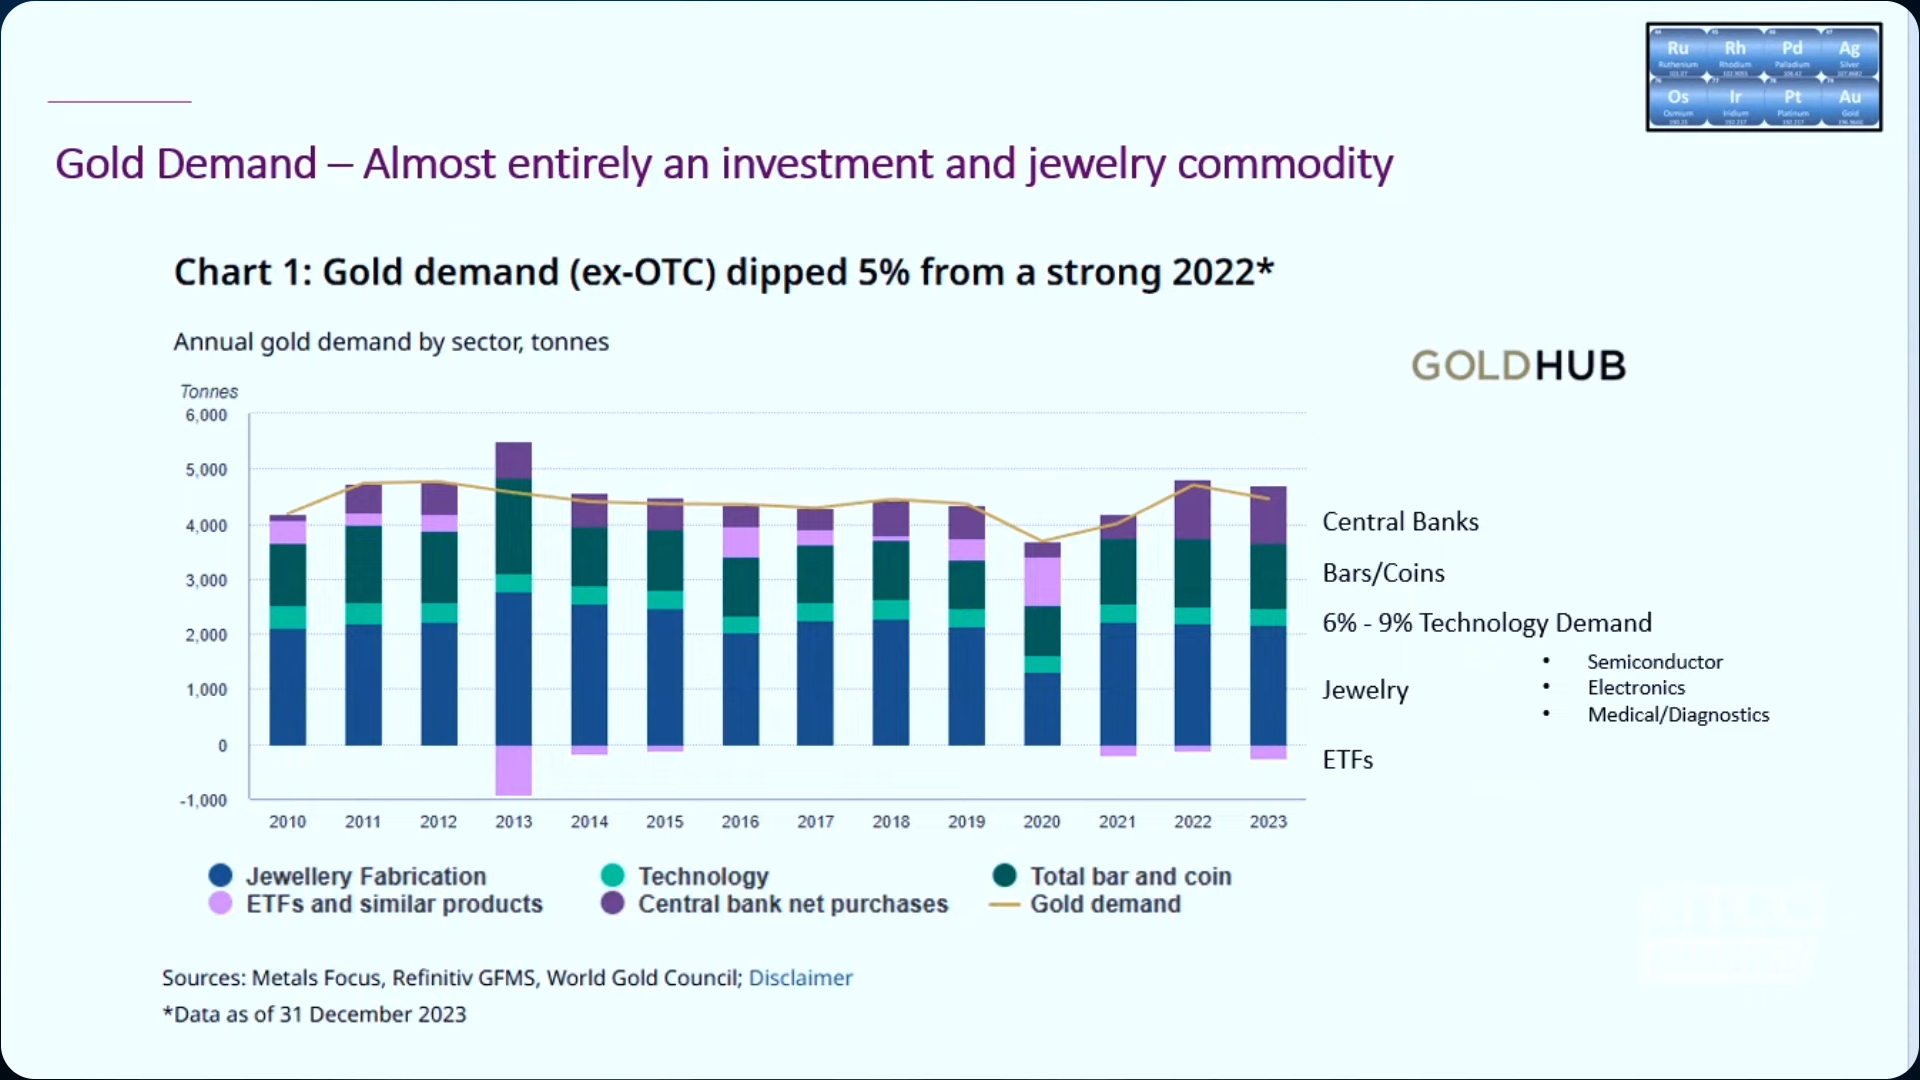 Ru Rh Pd Ag
Ruthenium Rhodium Palladium Silver
Os Ir Pt Au
Osmium Iridium Platinum Gold
Gold Demand – Almost entirely an investment and jewelry commodity
Chart 1: Gold demand (ex-OTC) dipped 5% from a strong 2022*
Annual gold demand by sector, tonnes
GOLDHUB
Tonnes
6,000
5,000
4,000
3,000
2,000
1,000
0
-1,000
2010 2011 2012 2013 2014 2015 2016 2017 2018 2019 2020 2021 2022 2023
Central Banks
Bars/Coins
6% - 9% Technology Demand
• Semiconductor
• Electronics
• Medical/Diagnostics
Jewelry
ETFs
Jewellery Fabrication Technology Total bar and coin
ETFs and similar products Central bank net purchases Gold demand
Sources: Metals Focus, Refinitiv GFMS, World Gold Council; Disclaimer
*Data as of 31 December 2023